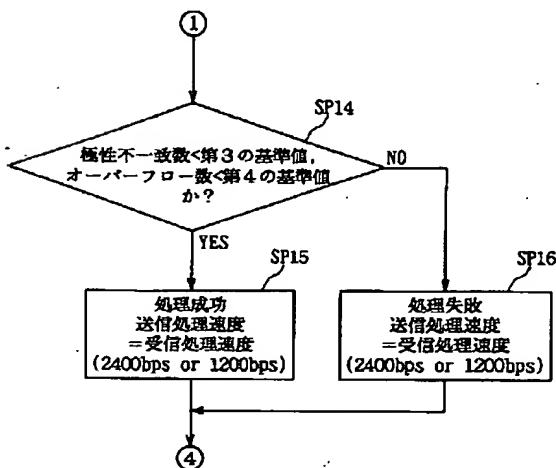 ①
SP14
極性不一致数<第3の基準値,
オーバーフロー数<第4の基準値
か?
NO
YES
SP15
処理成功
送信処理速度
=受信処理速度
(2400bps or 1200bps)
SP16
処理失敗
送信処理速度
=受信処理速度
(2400bps or 1200bps)
④